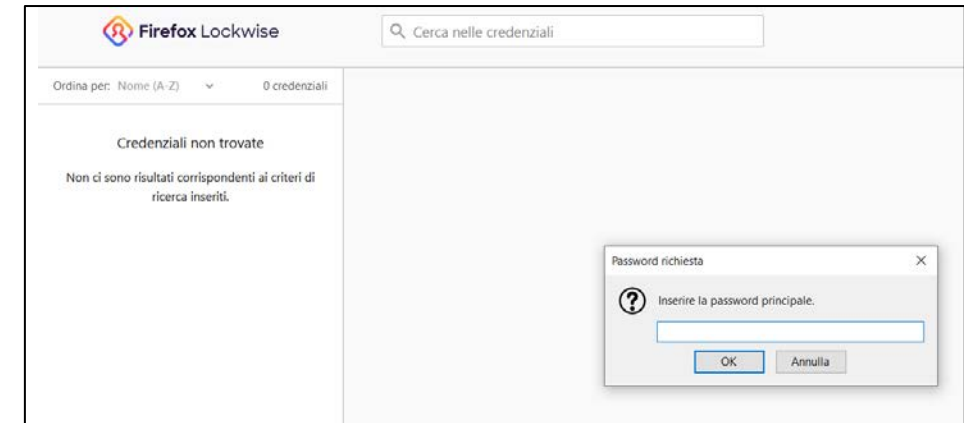 Firefox Lockwise
Cerca nelle credenziali
Ordina per: Nome (A-Z)
0 credenziali
Credenziali non trovate
Non ci sono risultati corrispondenti ai criteri di
ricerca inseriti.
Password richiesta
Inserire la password principale.
OK
Annulla